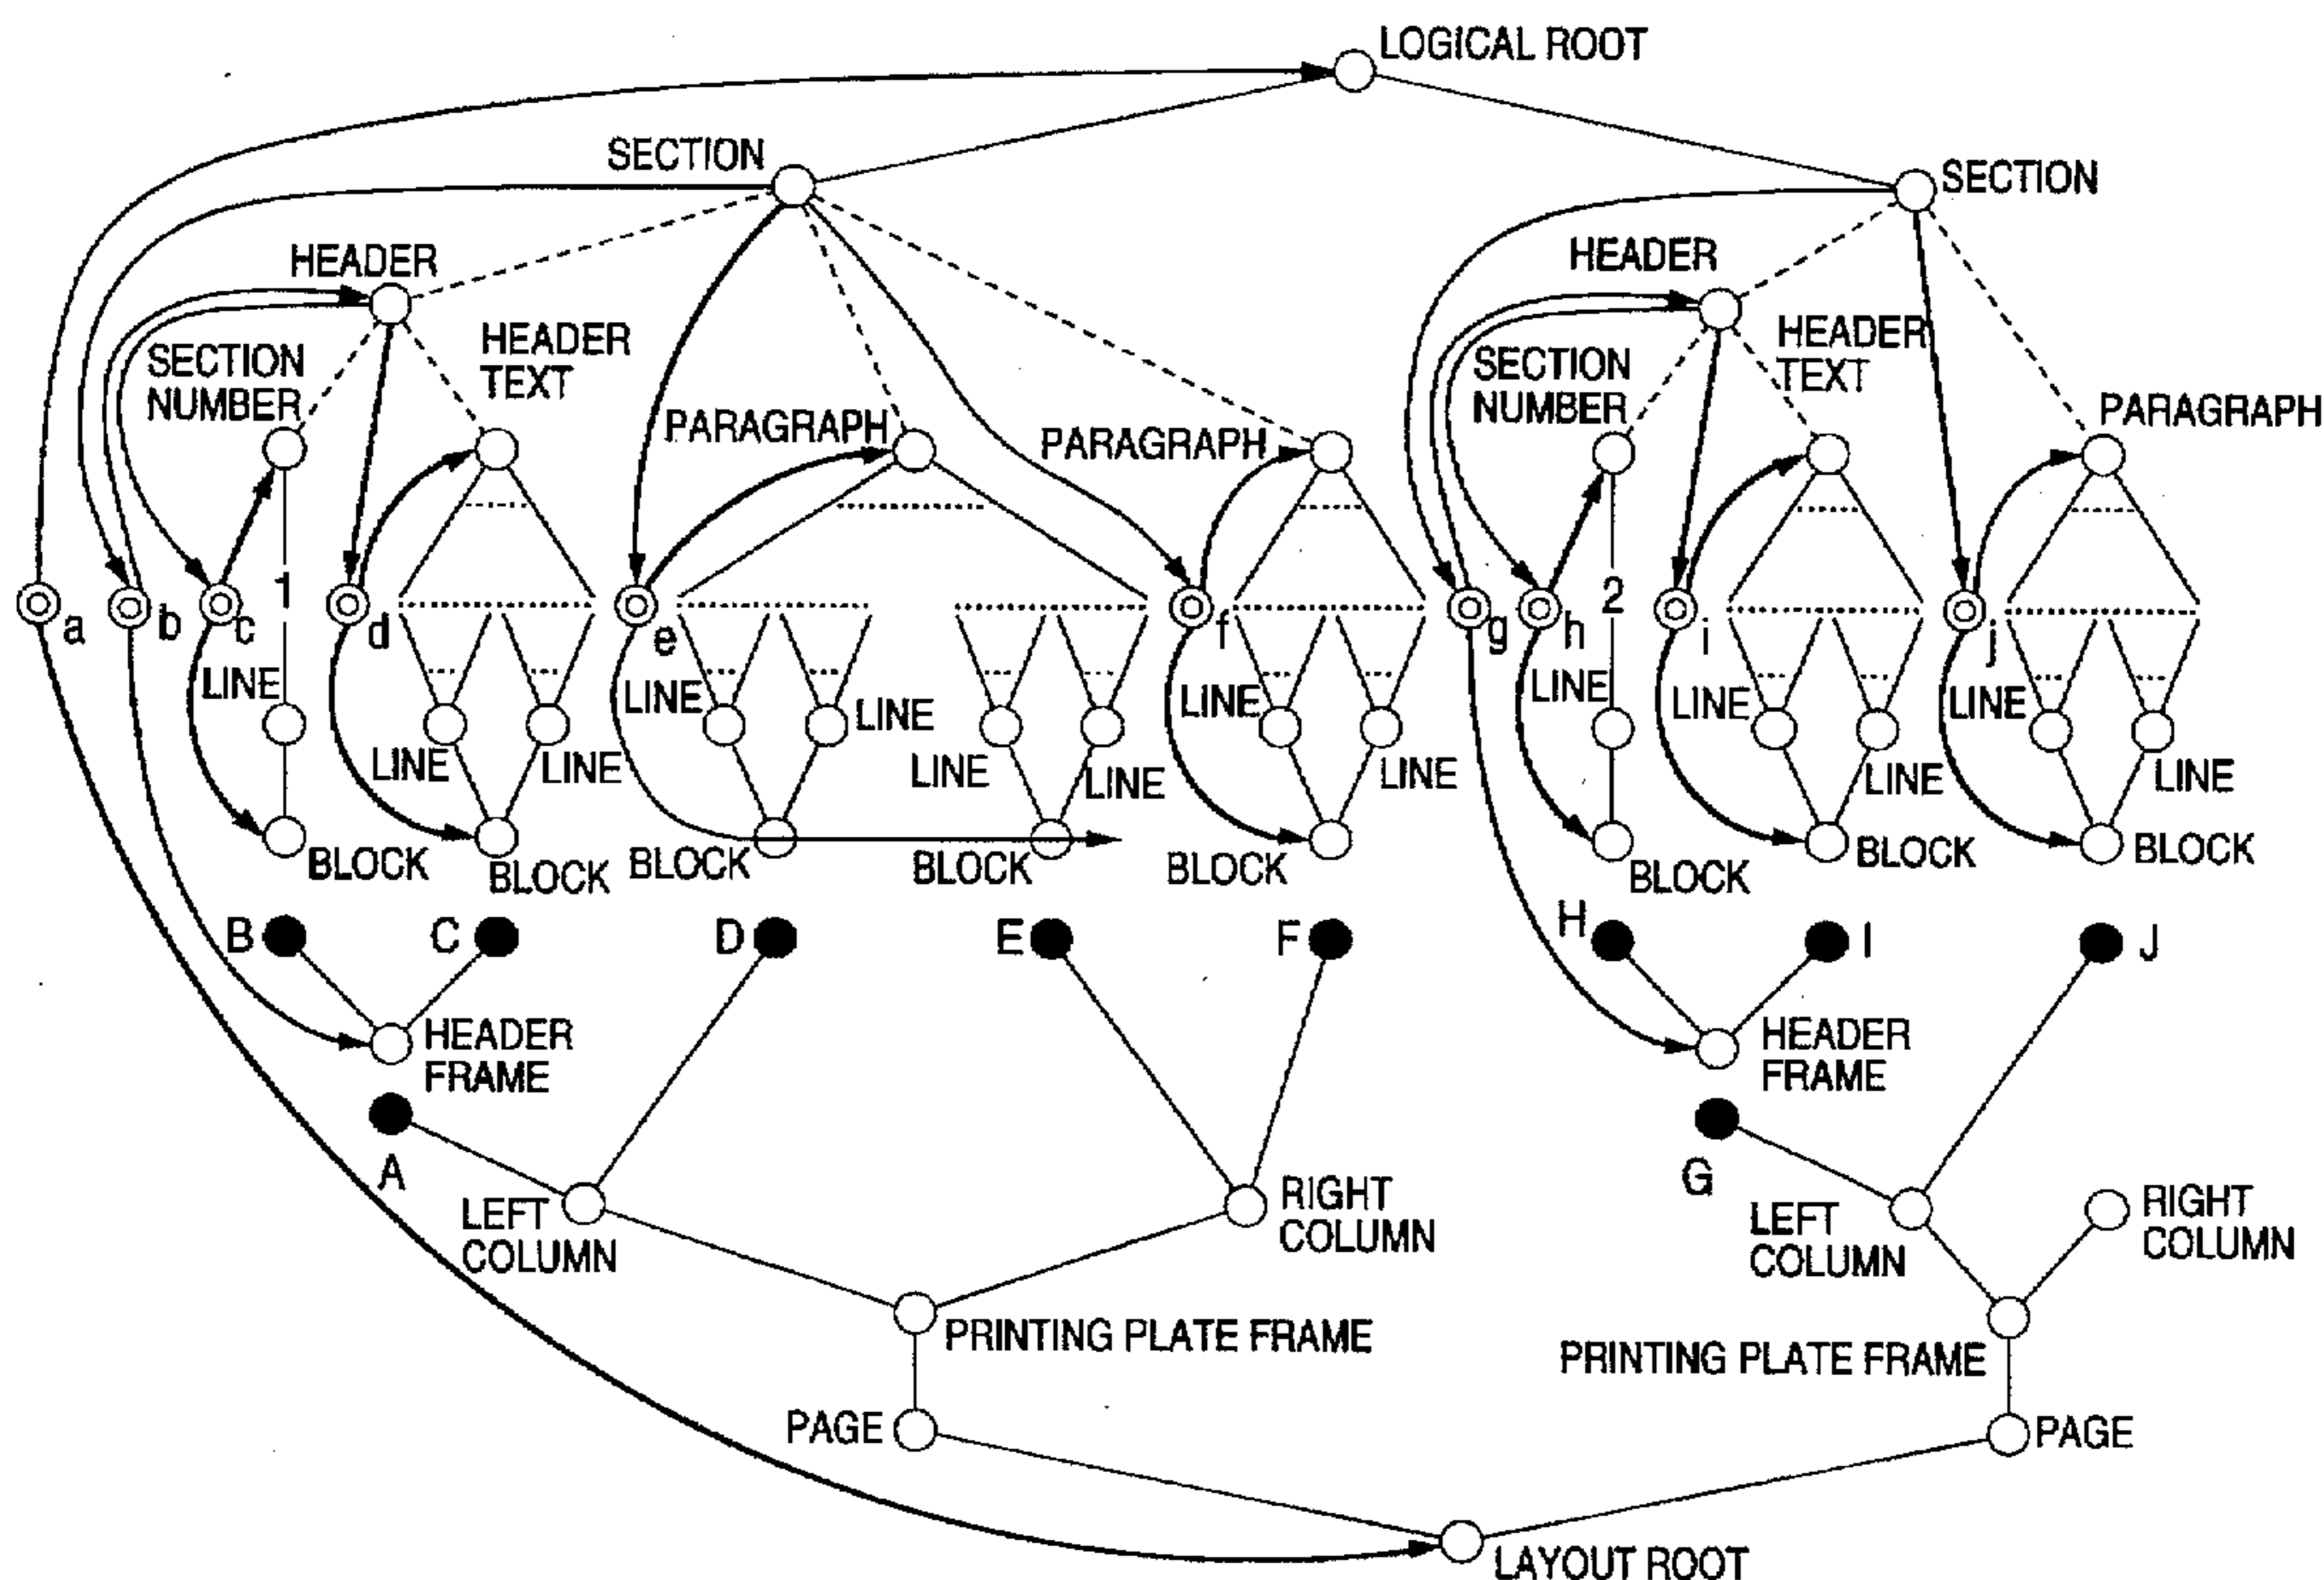 LOGICAL ROOT
SECTION
SECTION
HEADER
HEADER
SECTION
NUMBER
HEADER
TEXT
SECTION
NUMBER
HEADER
TEXT
PARAGRAPH
PARAGRAPH
PARAGRAPH
a
b
c
1
d
e
f
g
h
2
i
j
LINE
LINE
LINE
LINE
LINE
LINE
LINE
LINE
LINE
LINE
LINE
LINE
LINE
LINE
BLOCK
BLOCK
BLOCK
BLOCK
BLOCK
BLOCK
BLOCK
BLOCK
B
C
D
E
F
H
I
J
HEADER
FRAME
HEADER
FRAME
A
G
LEFT
COLUMN
RIGHT
COLUMN
LEFT
COLUMN
RIGHT
COLUMN
PRINTING PLATE FRAME
PRINTING PLATE FRAME
PAGE
PAGE
LAYOUT ROOT